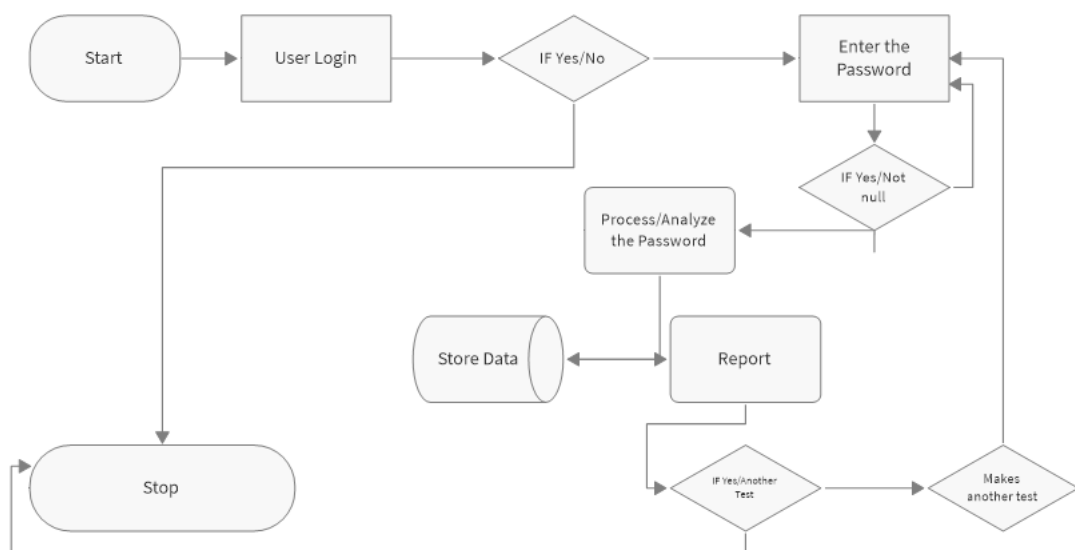 Start
User Login
IF Yes/No
Enter the
Password
IF Yes/Not
null
Process/Analyze
the Password
Store Data
Report
Stop
IF Yes/Another
Test
Makes
another test